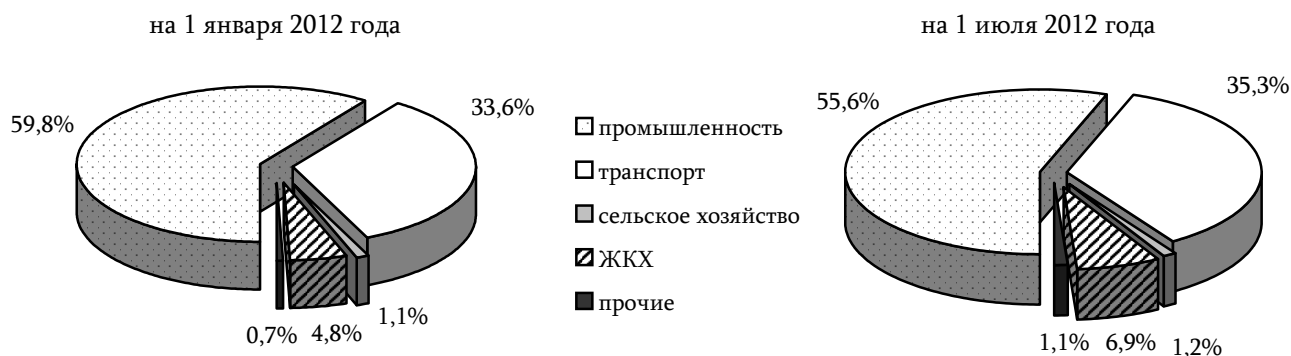 на 1 января 2012 года
59,8%
33,6%
0,7%
4,8%
1,1%
промышленность
транспорт
сельское хозяйство
ЖКХ
прочие
на 1 июля 2012 года
55,6%
35,3%
1,1%
6,9%
1,2%